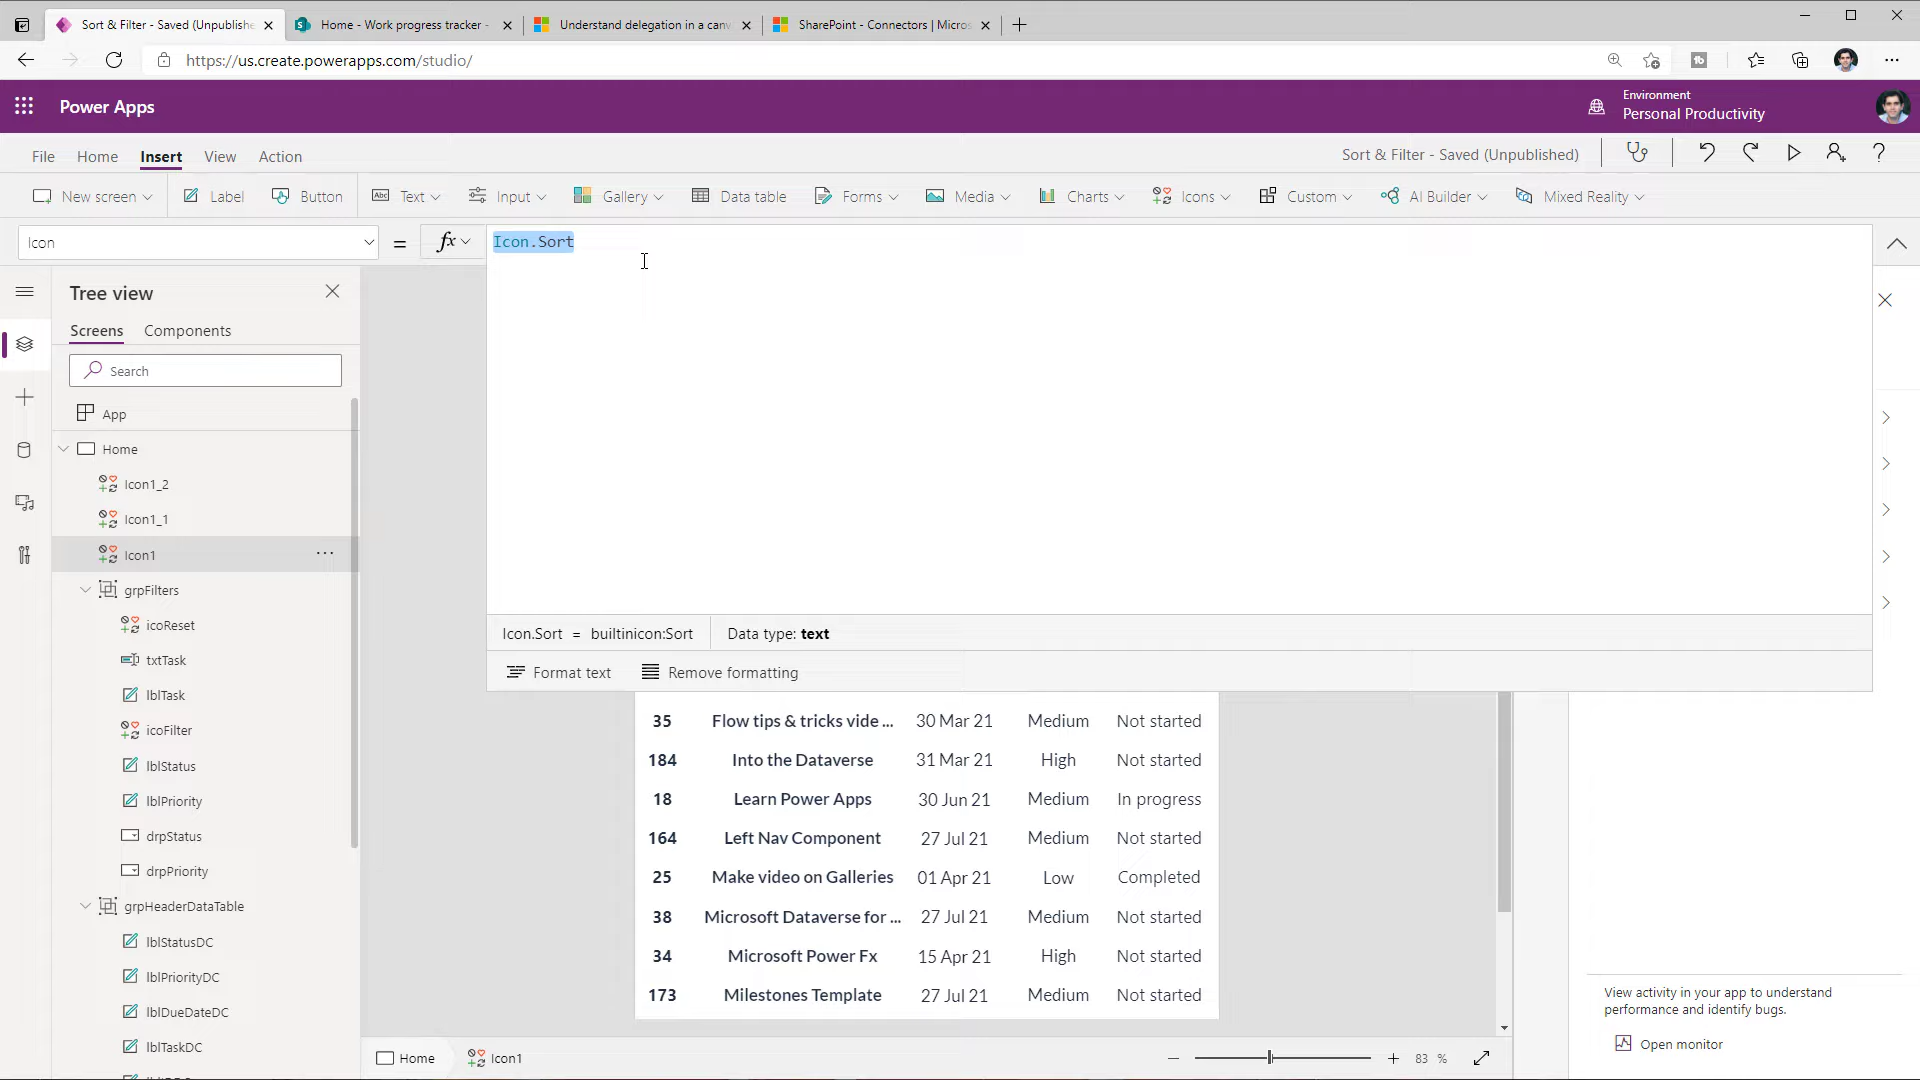 Sort & Filter - Saved (Unpublishe
Home - Work progress tracker -
Understand delegation in a canv
SharePoint - Connectors | Micros
https://us.create.powerapps.com/studio/
Power Apps
Environment
Personal Productivity
File
Home
Insert
View
Action
Sort & Filter - Saved (Unpublished)
New screen
Label
Button
Abc
Text
Input
Gallery
Data table
Forms
Media
Charts
Icons
Custom
AI Builder
Mixed Reality
Icon
=
fx
Icon.Sort
Tree view
Screens
Components
Search
App
Home
Icon1_2
Icon1_1
Icon1
grpFilters
icoReset
txtTask
lblTask
icoFilter
lblStatus
lblPriority
drpStatus
drpPriority
grpHeaderDataTable
lblStatusDC
lblPriorityDC
lblDueDateDC
lblTaskDC
Icon.Sort = builtinicon:Sort
Data type: text
Format text
Remove formatting
35 Flow tips & tricks vide ... 30 Mar 21 Medium Not started
184 Into the Dataverse 31 Mar 21 High Not started
18 Learn Power Apps 30 Jun 21 Medium In progress
164 Left Nav Component 27 Jul 21 Medium Not started
25 Make video on Galleries 01 Apr 21 Low Completed
38 Microsoft Dataverse for ... 27 Jul 21 Medium Not started
34 Microsoft Power Fx 15 Apr 21 High Not started
173 Milestones Template 27 Jul 21 Medium Not started
View activity in your app to understand
performance and identify bugs.
Open monitor
Home
Icon1
83 %